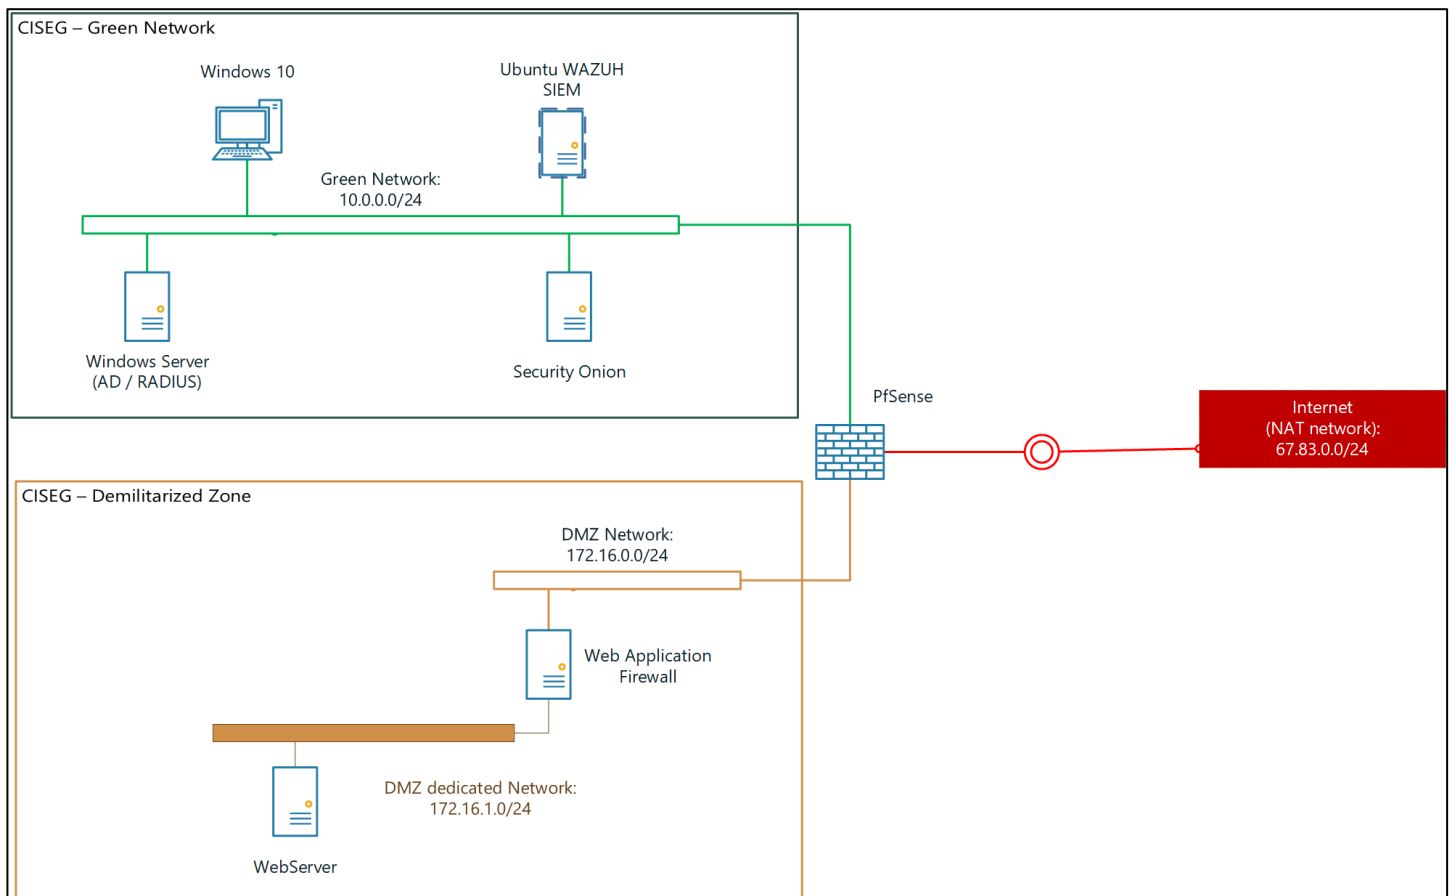 CISEG – Green Network
Windows 10
Ubuntu WAZUH
SIEM
Green Network:
10.0.0.0/24
Windows Server
(AD / RADIUS)
Security Onion
PfSense
Internet
(NAT network):
67.83.0.0/24
CISEG – Demilitarized Zone
DMZ Network:
172.16.0.0/24
Web Application
Firewall
DMZ dedicated Network:
172.16.1.0/24
WebServer